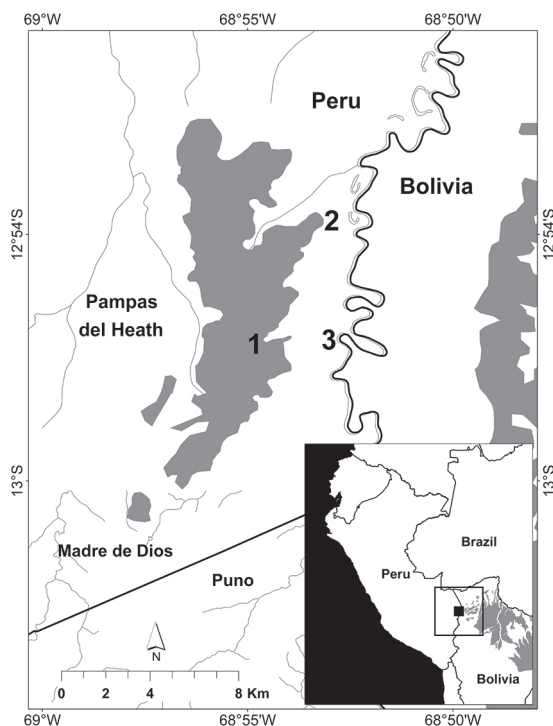 69°W 68°55'W 68°50'W
Peru
Bolivia
2
12°54'S 12°54'S
Pampas
del Heath
1 3
13°S 13°S
Brazil
Madre de Dios
Puno
Peru
N
Bolivia
0 2 4 8 Km
69°W 68°55'W 68°50'W